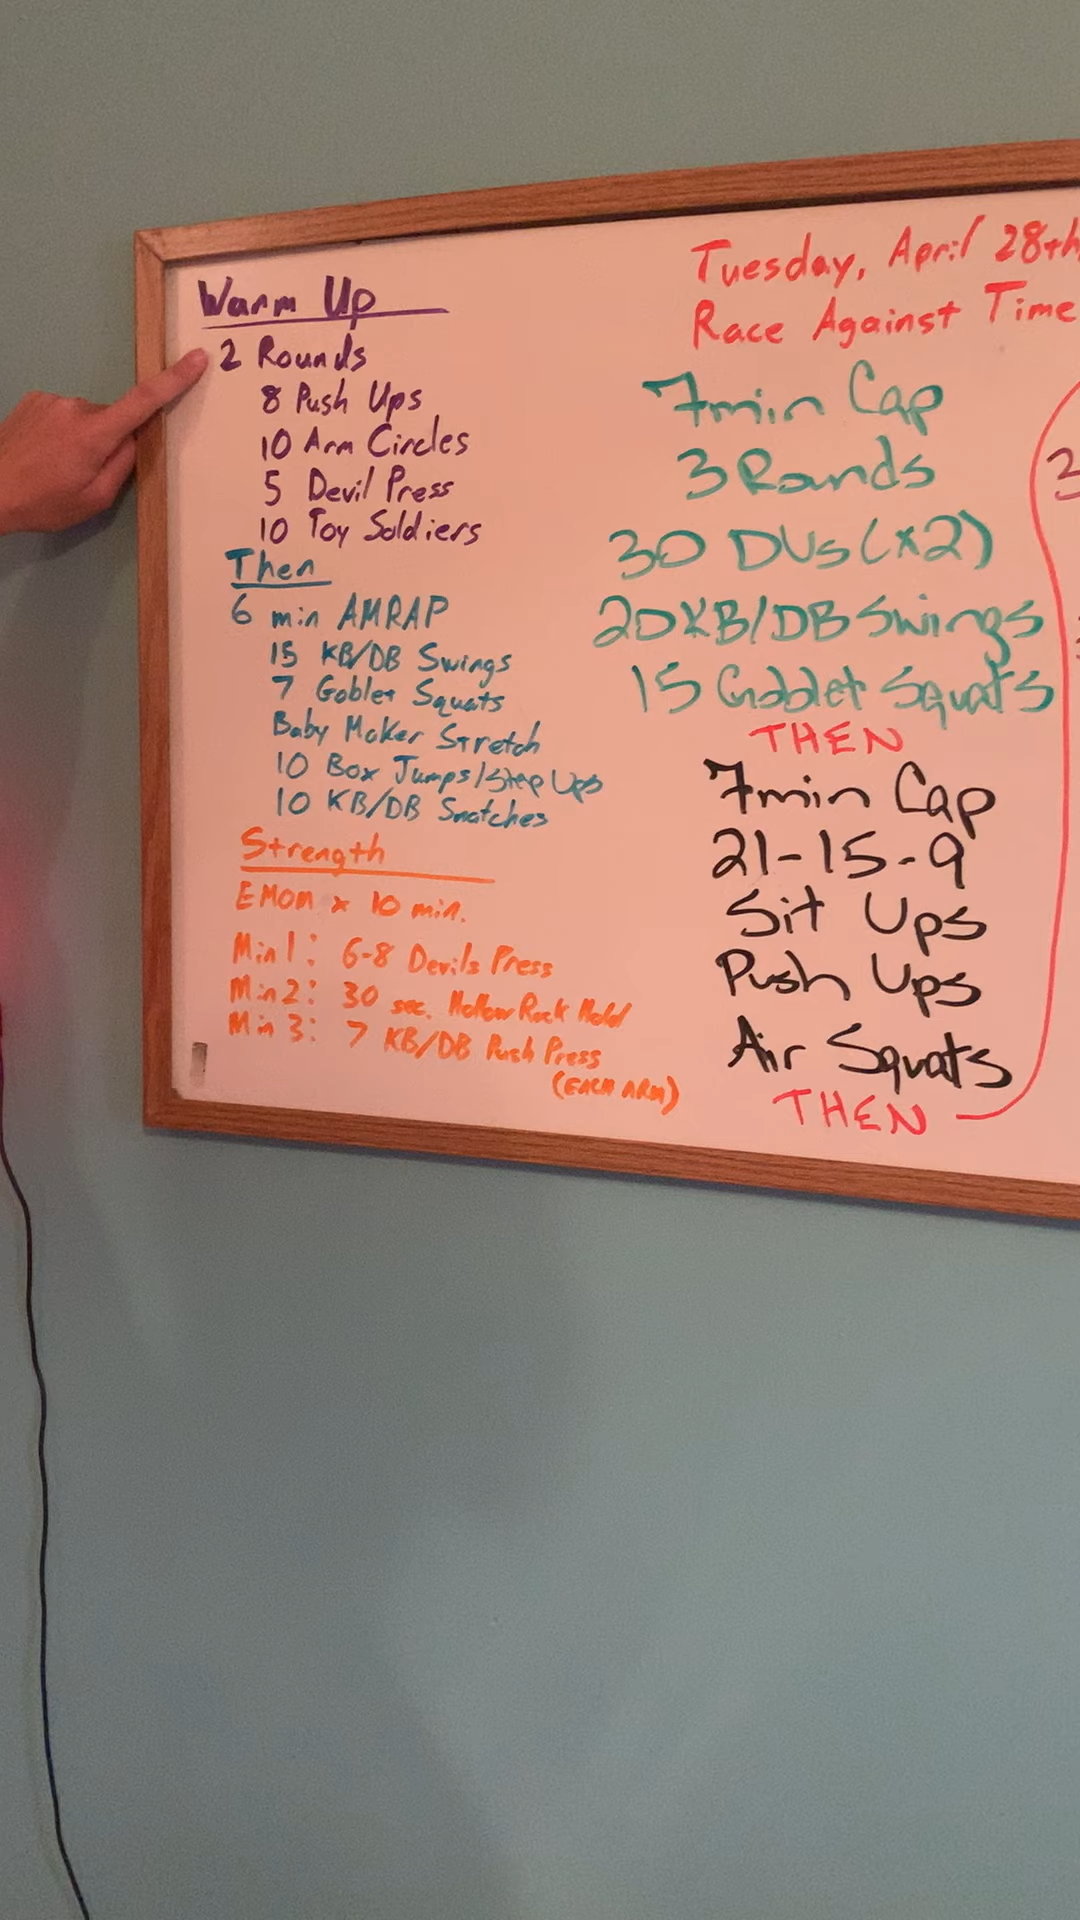 Warm Up
2 Rounds
8 Push Ups
10 Arm Circles
5 Devil Press
10 Toy Soldiers
Then
6 min AMRAP
15 KB/DB Swings
7 Goblet Squats
Baby Maker Stretch
10 Box Jumps/Step Ups
10 KB/DB Snatches
Strength
EMOM x 10 min.
Min 1: 6-8 Devils Press
Min 2: 30 sec. Hollow Rock Hold
Min 3: 7 KB/DB Push Press
(EACH ARM)
Tuesday, April 28th
Race Against Time
7min Cap
3 Rounds
30 DUs (x2)
20 KB/DB Swings
15 Goblet Squats
THEN
7min Cap
21-15-9
Sit Ups
Push Ups
Air Squats
THEN
3